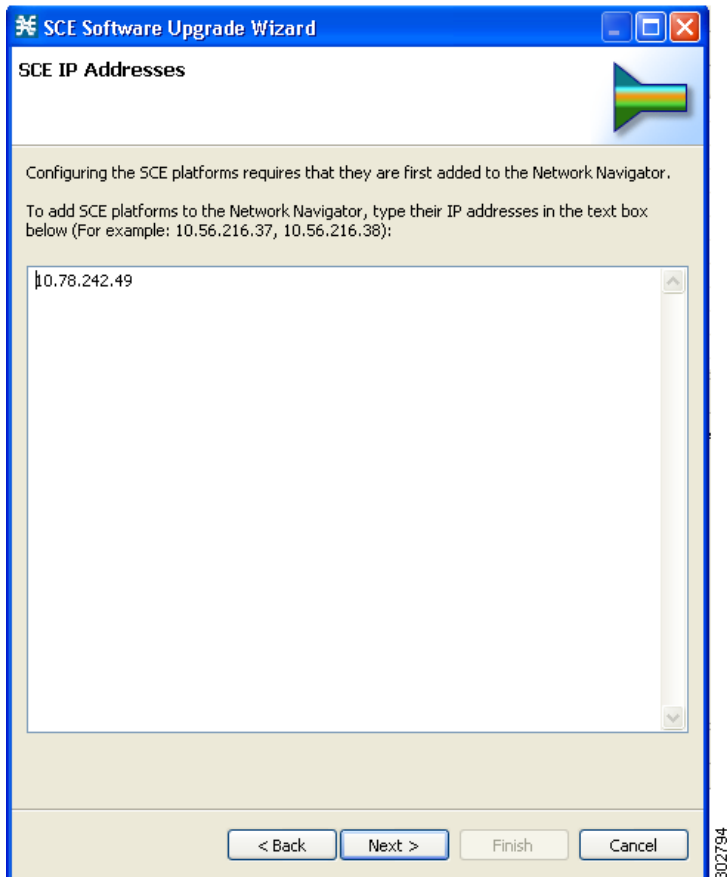 SCE Software Upgrade Wizard
SCE IP Addresses
Configuring the SCE platforms requires that they are first added to the Network Navigator.
To add SCE platforms to the Network Navigator, type their IP addresses in the text box
below (For example: 10.56.216.37, 10.56.216.38):
10.78.242.49
< Back
Next >
Finish
Cancel
302794